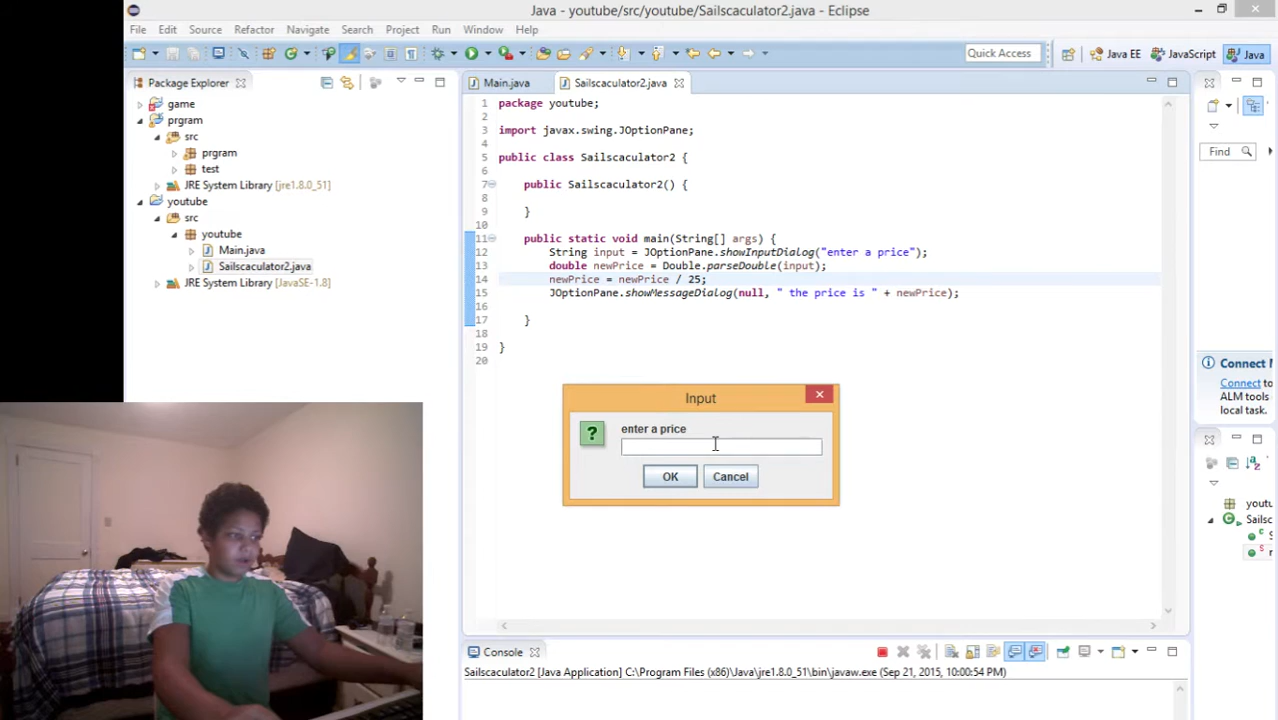 Java - youtube/src/youtube/Sailscaculator2.java - Eclipse
File Edit Source Refactor Navigate Search Project Run Window Help
Quick Access Java EE JavaScript Java
Package Explorer
game
prgram
src
prgram
test
JRE System Library [jre1.8.0_51]
youtube
src
youtube
Main.java
Sailscaculator2.java
JRE System Library [JavaSE-1.8]
Main.java Sailscaculator2.java
1 package youtube;
2
3 import javax.swing.JOptionPane;
4
5 public class Sailscaculator2 {
6
7 public Sailscaculator2() {
8
9 }
10
11 public static void main(String[] args) {
12 String input = JOptionPane.showInputDialog("enter a price");
13 double newPrice = Double.parseDouble(input);
14 newPrice = newPrice / 25;
15 JOptionPane.showMessageDialog(null, " the price is " + newPrice);
16
17 }
18
19 }
20
Input
?
enter a price
OK Cancel
Find
Connect
Connect to
ALM tools
local task.
youtu
Sailsc
Console
Sailscaculator2 [Java Application] C:\Program Files (x86)\Java\jre1.8.0_51\bin\javaw.exe (Sep 21, 2015, 10:00:54 PM)